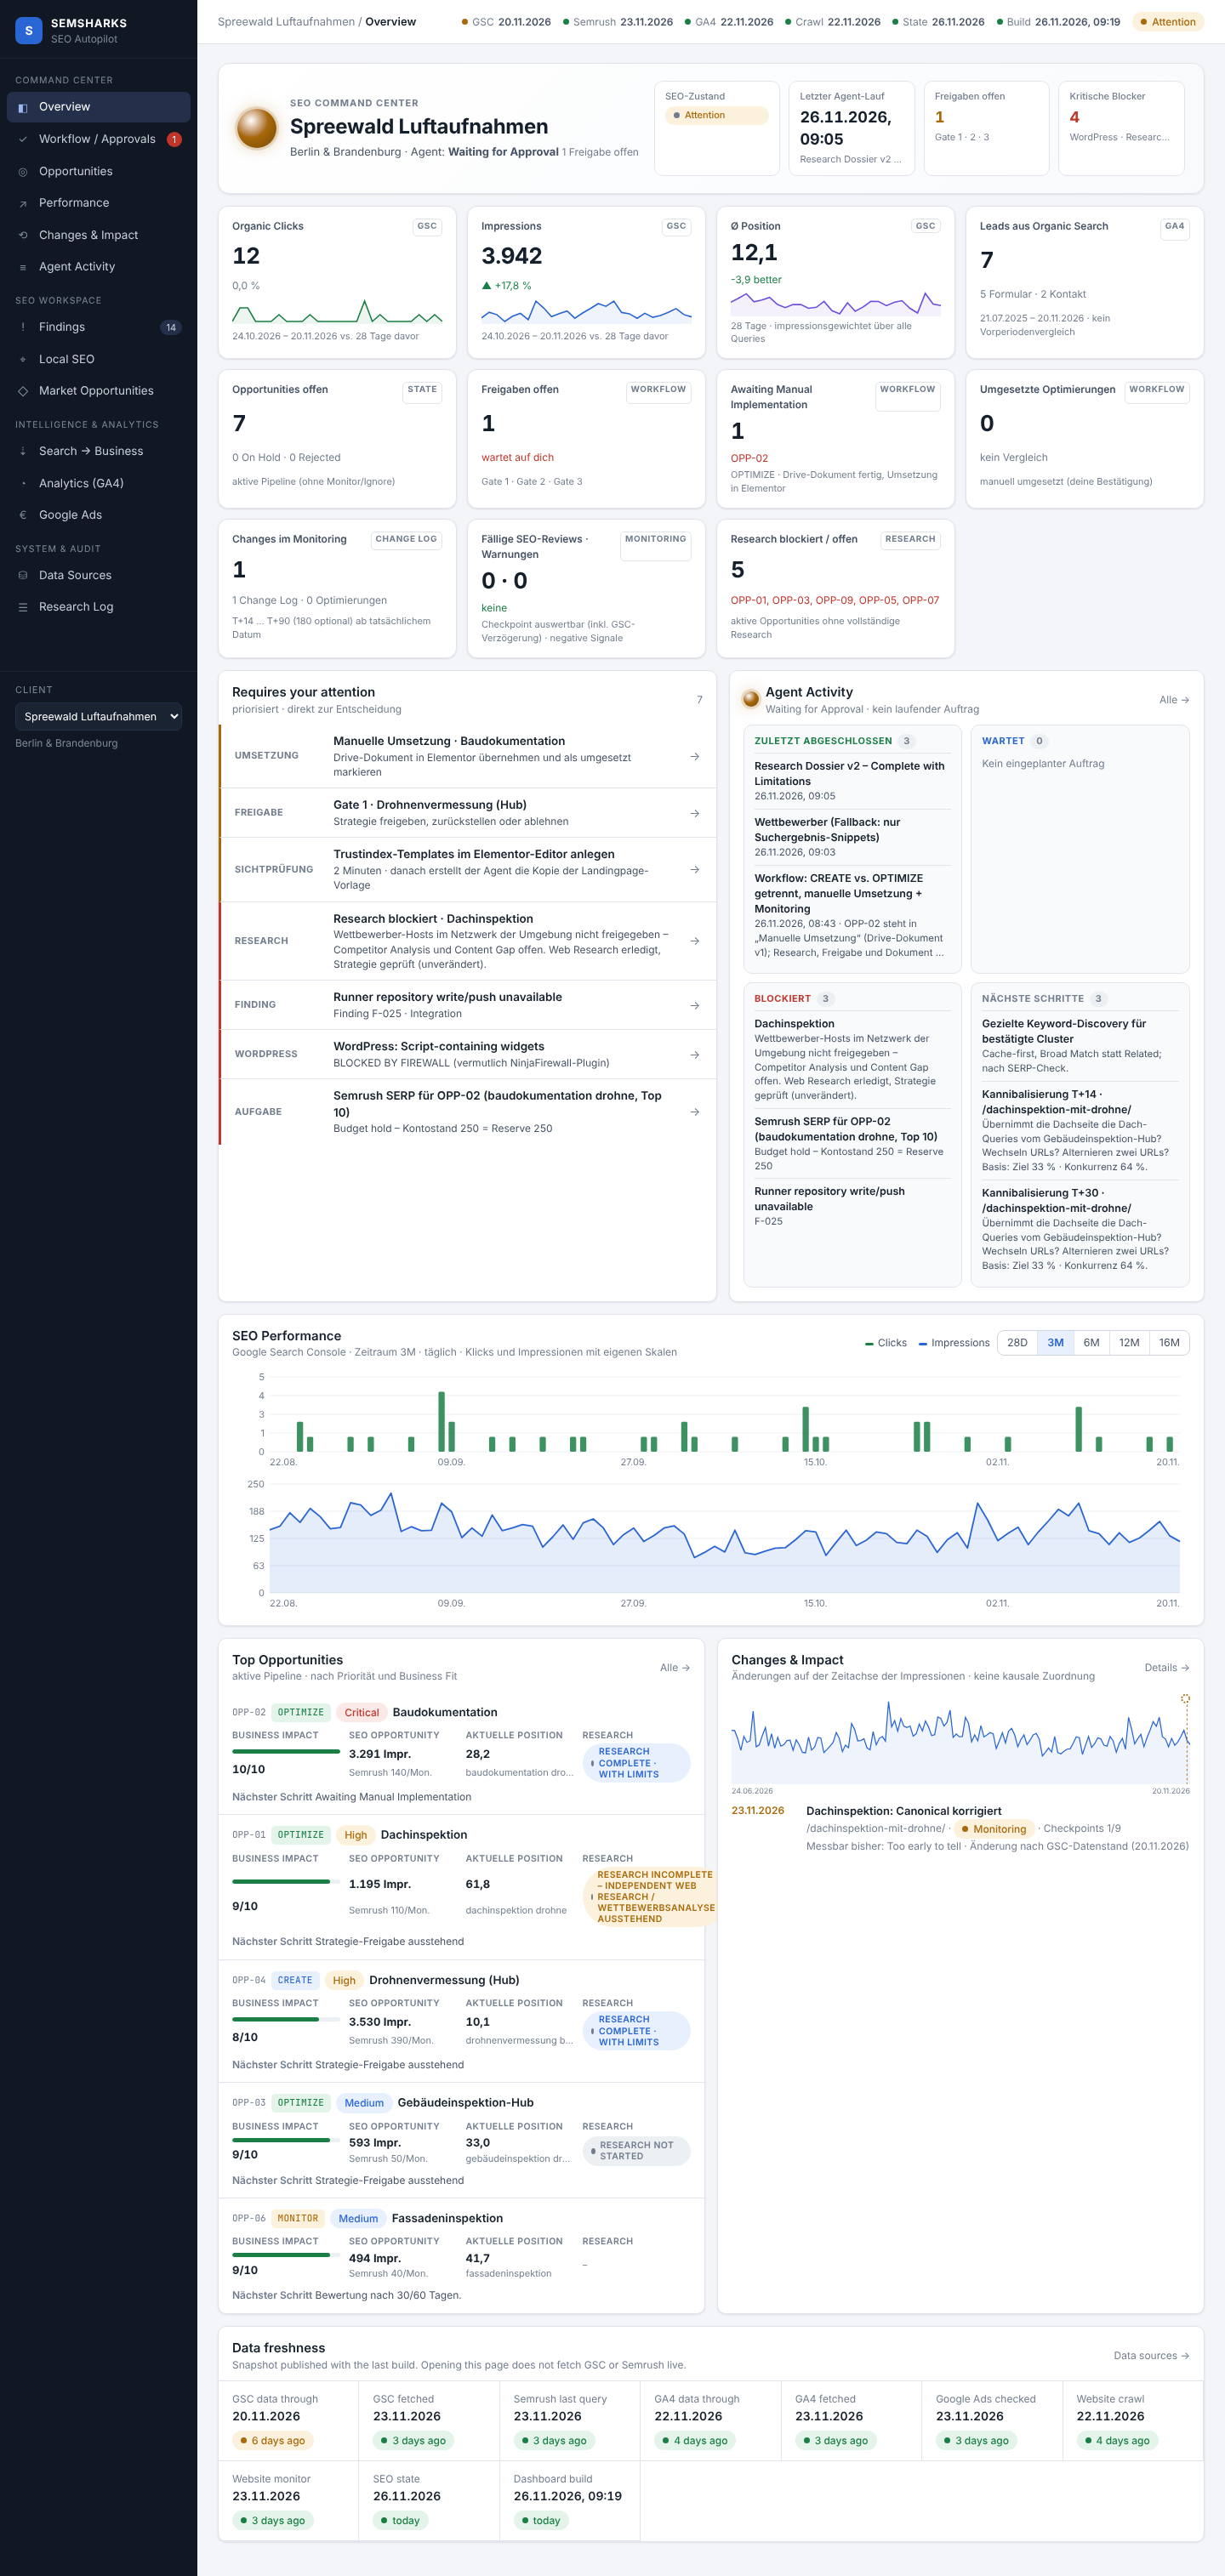 S
SEMSHARKS
SEO Autopilot
COMMAND CENTER
Overview
Workflow / Approvals 1
Opportunities
Performance
Changes & Impact
Agent Activity
SEO WORKSPACE
Findings 14
Local SEO
Market Opportunities
INTELLIGENCE & ANALYTICS
Search → Business
Analytics (GA4)
Google Ads
SYSTEM & AUDIT
Data Sources
Research Log
CLIENT
Spreewald Luftaufnahmen
Berlin & Brandenburg
Spreewald Luftaufnahmen / Overview
GSC 20.11.2026 Semrush 23.11.2026 GA4 22.11.2026 Crawl 22.11.2026 State 26.11.2026 Build 26.11.2026, 09:19 Attention
SEO COMMAND CENTER
Spreewald Luftaufnahmen
Berlin & Brandenburg · Agent: Waiting for Approval 1 Freigabe offen
SEO-Zustand
Attention
Letzter Agent-Lauf
26.11.2026,
09:05
Research Dossier v2 ...
Freigaben offen
1
Gate 1 · 2 · 3
Kritische Blocker
4
WordPress · Researc...
Organic Clicks GSC
12
0,0 %
24.10.2026 – 20.11.2026 vs. 28 Tage davor
Impressions GSC
3.942
▲ +17,8 %
24.10.2026 – 20.11.2026 vs. 28 Tage davor
Ø Position GSC
12,1
-3,9 better
28 Tage · impressionsgewichtet über alle
Queries
Leads aus Organic Search GA4
7
5 Formular · 2 Kontakt
21.07.2025 – 20.11.2026 · kein
Vorperiodenvergleich
Opportunities offen STATE
7
0 On Hold · 0 Rejected
aktive Pipeline (ohne Monitor/Ignore)
Freigaben offen WORKFLOW
1
wartet auf dich
Gate 1 · Gate 2 · Gate 3
Awaiting Manual
Implementation WORKFLOW
1
OPP-02
OPTIMIZE · Drive-Dokument fertig, Umsetzung
in Elementor
Umgesetzte Optimierungen WORKFLOW
0
kein Vergleich
manuell umgesetzt (deine Bestätigung)
Changes im Monitoring CHANGE LOG
1
1 Change Log · 0 Optimierungen
T+14 ... T+90 (180 optional) ab tatsächlichem
Datum
Fällige SEO-Reviews ·
Warnungen MONITORING
0 · 0
keine
Checkpoint auswertbar (inkl. GSC-
Verzögerung) · negative Signale
Research blockiert / offen RESEARCH
5
OPP-01, OPP-03, OPP-09, OPP-05, OPP-07
aktive Opportunities ohne vollständige
Research
Requires your attention 7
priorisiert · direkt zur Entscheidung
UMSETZUNG
Manuelle Umsetzung · Baudokumentation
Drive-Dokument in Elementor übernehmen und als umgesetzt
markieren →
FREIGABE
Gate 1 · Drohnenvermessung (Hub)
Strategie freigeben, zurückstellen oder ablehnen →
SICHTPRÜFUNG
Trustindex-Templates im Elementor-Editor anlegen
2 Minuten · danach erstellt der Agent die Kopie der Landingpage-
Vorlage →
RESEARCH
Research blockiert · Dachinspektion
Wettbewerber-Hosts im Netzwerk der Umgebung nicht freigegeben –
Competitor Analysis und Content Gap offen. Web Research erledigt,
Strategie geprüft (unverändert). →
FINDING
Runner repository write/push unavailable
Finding F-025 · Integration →
WORDPRESS
WordPress: Script-containing widgets
BLOCKED BY FIREWALL (vermutlich NinjaFirewall-Plugin) →
AUFGABE
Semrush SERP für OPP-02 (baudokumentation drohne, Top
10)
Budget hold – Kontostand 250 = Reserve 250 →
Agent Activity Alle →
Waiting for Approval · kein laufender Auftrag
ZULETZT ABGESCHLOSSEN 3
Research Dossier v2 – Complete with
Limitations
26.11.2026, 09:05
Wettbewerber (Fallback: nur
Suchergebnis-Snippets)
26.11.2026, 09:03
Workflow: CREATE vs. OPTIMIZE
getrennt, manuelle Umsetzung +
Monitoring
26.11.2026, 08:43 · OPP-02 steht in
„Manuelle Umsetzung“ (Drive-Dokument
v1); Research, Freigabe und Dokument ...
WARTET 0
Kein eingeplanter Auftrag
BLOCKIERT 3
Dachinspektion
Wettbewerber-Hosts im Netzwerk der
Umgebung nicht freigegeben –
Competitor Analysis und Content Gap
offen. Web Research erledigt, Strategie
geprüft (unverändert).
Semrush SERP für OPP-02
(baudokumentation drohne, Top 10)
Budget hold – Kontostand 250 = Reserve
250
Runner repository write/push
unavailable
F-025
NÄCHSTE SCHRITTE 3
Gezielte Keyword-Discovery für
bestätigte Cluster
Cache-first, Broad Match statt Related;
nach SERP-Check.
Kannibalisierung T+14 ·
/dachinspektion-mit-drohne/
Übernimmt die Dachseite die Dach-
Queries vom Gebäudeinspektion-Hub?
Wechseln URLs? Alternieren zwei URLs?
Basis: Ziel 33 % · Konkurrenz 64 %.
Kannibalisierung T+30 ·
/dachinspektion-mit-drohne/
Übernimmt die Dachseite die Dach-
Queries vom Gebäudeinspektion-Hub?
Wechseln URLs? Alternieren zwei URLs?
Basis: Ziel 33 % · Konkurrenz 64 %.
SEO Performance
Google Search Console · Zeitraum 3M · täglich · Klicks und Impressionen mit eigenen Skalen
Clicks Impressions 28D 3M 6M 12M 16M
5
4
3
1
0
22.08. 09.09. 27.09. 15.10. 02.11. 20.11.
250
188
125
63
0
22.08. 09.09. 27.09. 15.10. 02.11. 20.11.
Top Opportunities Alle →
aktive Pipeline · nach Priorität und Business Fit
OPP-02 OPTIMIZE Critical Baudokumentation
BUSINESS IMPACT SEO OPPORTUNITY AKTUELLE POSITION RESEARCH
10/10
3.291 Impr.
Semrush 140/Mon.
28,2
baudokumentation dro...
RESEARCH
COMPLETE ·
WITH LIMITS
Nächster Schritt Awaiting Manual Implementation
OPP-01 OPTIMIZE High Dachinspektion
BUSINESS IMPACT SEO OPPORTUNITY AKTUELLE POSITION RESEARCH
9/10
1.195 Impr.
Semrush 110/Mon.
61,8
dachinspektion drohne
RESEARCH INCOMPLETE
– INDEPENDENT WEB
RESEARCH /
WETTBEWERBSANALYSE
AUSSTEHEND
Nächster Schritt Strategie-Freigabe ausstehend
OPP-04 CREATE High Drohnenvermessung (Hub)
BUSINESS IMPACT SEO OPPORTUNITY AKTUELLE POSITION RESEARCH
8/10
3.530 Impr.
Semrush 390/Mon.
10,1
drohnenvermessung b...
RESEARCH
COMPLETE ·
WITH LIMITS
Nächster Schritt Strategie-Freigabe ausstehend
OPP-03 OPTIMIZE Medium Gebäudeinspektion-Hub
BUSINESS IMPACT SEO OPPORTUNITY AKTUELLE POSITION RESEARCH
9/10
593 Impr.
Semrush 50/Mon.
33,0
gebäudeinspektion dr...
RESEARCH NOT
STARTED
Nächster Schritt Strategie-Freigabe ausstehend
OPP-06 MONITOR Medium Fassadeninspektion
BUSINESS IMPACT SEO OPPORTUNITY AKTUELLE POSITION RESEARCH
9/10
494 Impr.
Semrush 40/Mon.
41,7
fassadeninspektion
–
Nächster Schritt Bewertung nach 30/60 Tagen.
Changes & Impact Details →
Änderungen auf der Zeitachse der Impressionen · keine kausale Zuordnung
24.06.2026 20.11.2026
23.11.2026 Dachinspektion: Canonical korrigiert
/dachinspektion-mit-drohne/ · Monitoring · Checkpoints 1/9
Messbar bisher: Too early to tell · Änderung nach GSC-Datenstand (20.11.2026)
Data freshness Data sources →
Snapshot published with the last build. Opening this page does not fetch GSC or Semrush live.
GSC data through
20.11.2026
6 days ago
GSC fetched
23.11.2026
3 days ago
Semrush last query
23.11.2026
3 days ago
GA4 data through
22.11.2026
4 days ago
GA4 fetched
23.11.2026
3 days ago
Google Ads checked
23.11.2026
3 days ago
Website crawl
22.11.2026
4 days ago
Website monitor
23.11.2026
3 days ago
SEO state
26.11.2026
today
Dashboard build
26.11.2026, 09:19
today